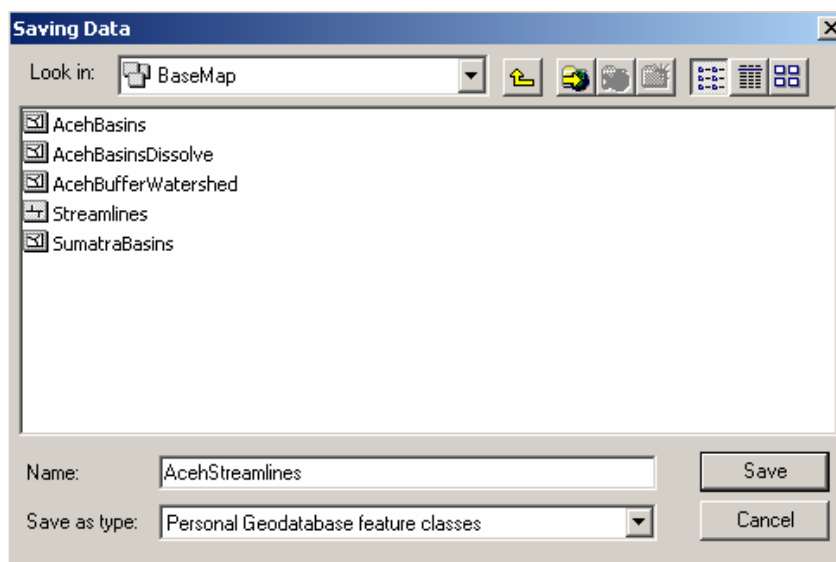 Saving Data
Look in: BaseMap
AcehBasins
AcehBasinsDissolve
AcehBufferWatershed
Streamlines
SumatraBasins
Name: AcehStreamlines Save
Save as type: Personal Geodatabase feature classes Cancel